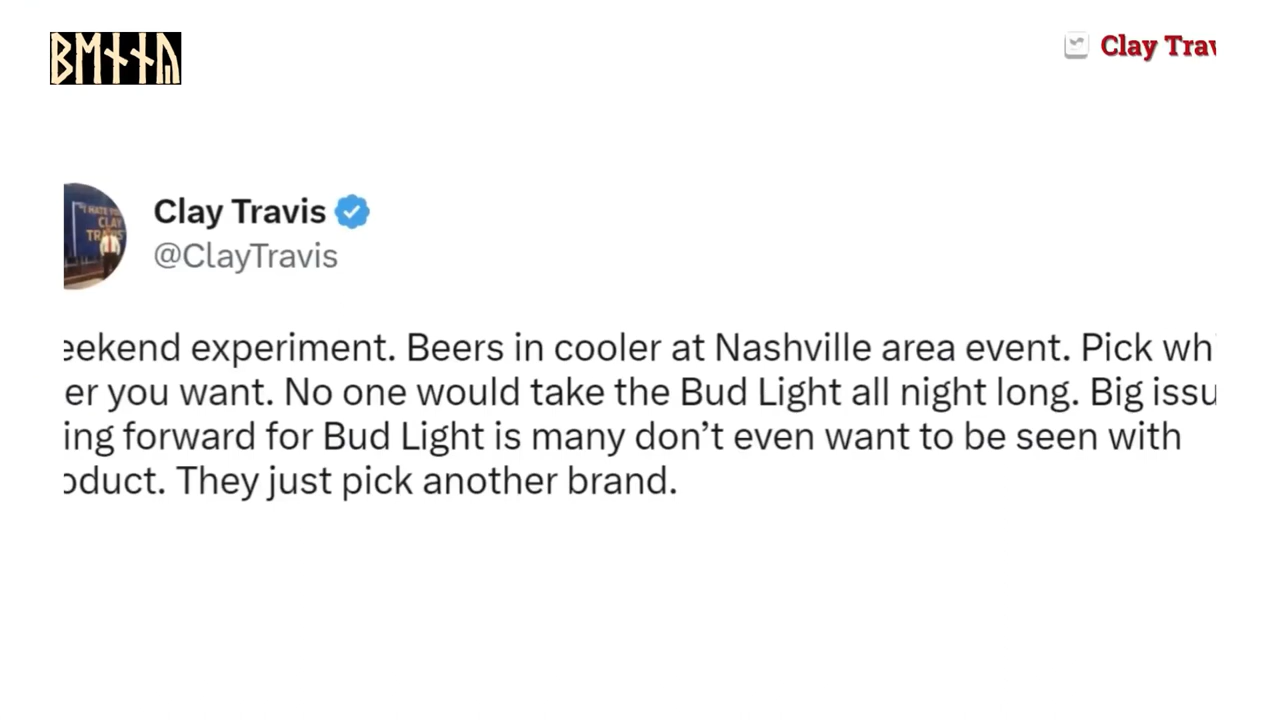 ᛒᛖᚾᚾᚢ
Clay Trav
Clay Travis
@ClayTravis
eekend experiment. Beers in cooler at Nashville area event. Pick wh
er you want. No one would take the Bud Light all night long. Big issu
ing forward for Bud Light is many don’t even want to be seen with
oduct. They just pick another brand.